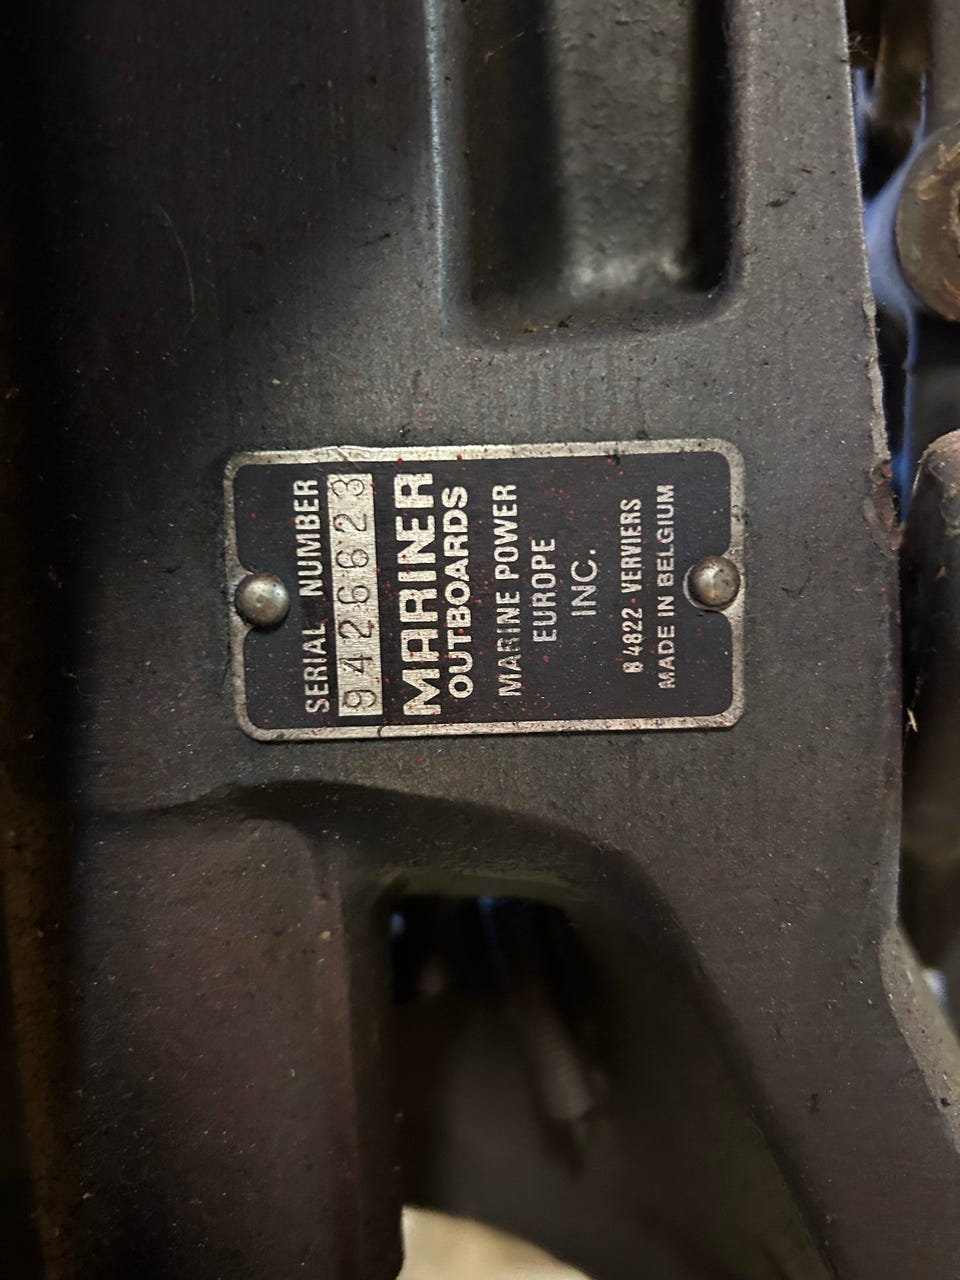 SERIAL NUMBER
9426623
MARINER
OUTBOARDS
MARINE POWER
EUROPE
INC.
B 4822 - VERVIERS
MADE IN BELGIUM